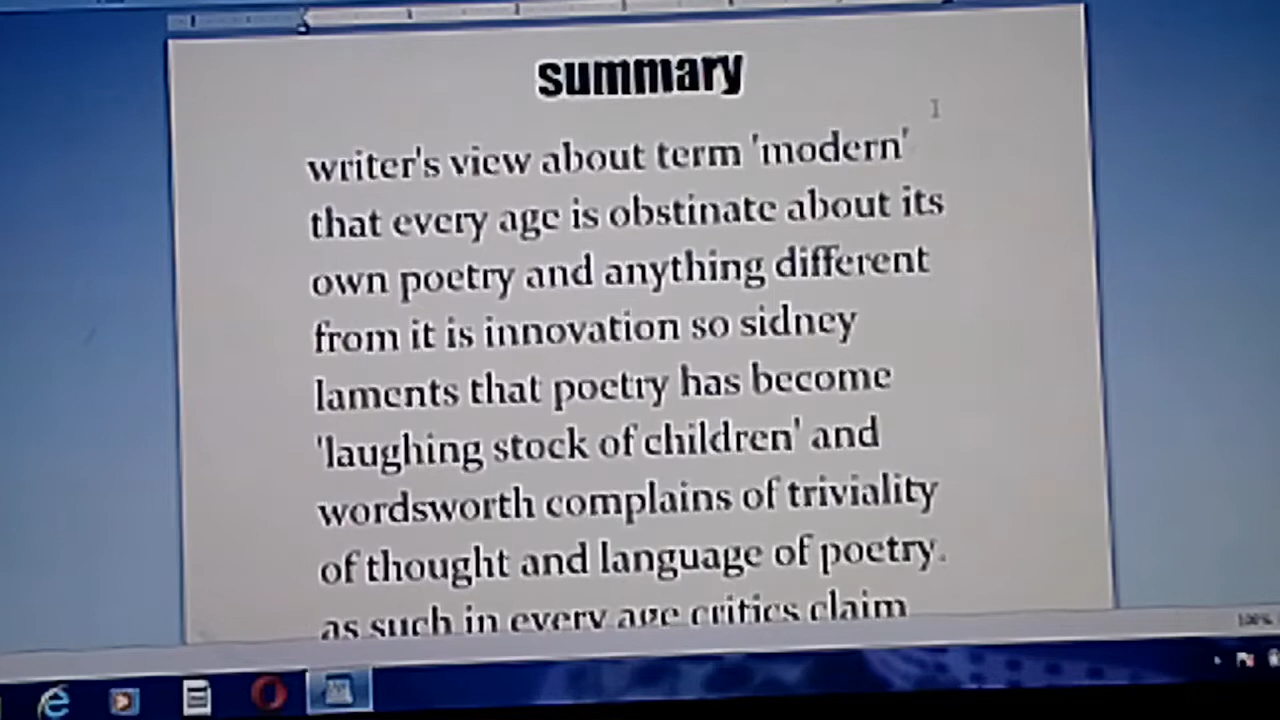 summary
writer's view about term 'modern'
that every age is obstinate about its
own poetry and anything different
from it is innovation so sidney
laments that poetry has become
'laughing stock of children' and
wordsworth complains of triviality
of thought and language of poetry.
as such in every age critics claim
100%